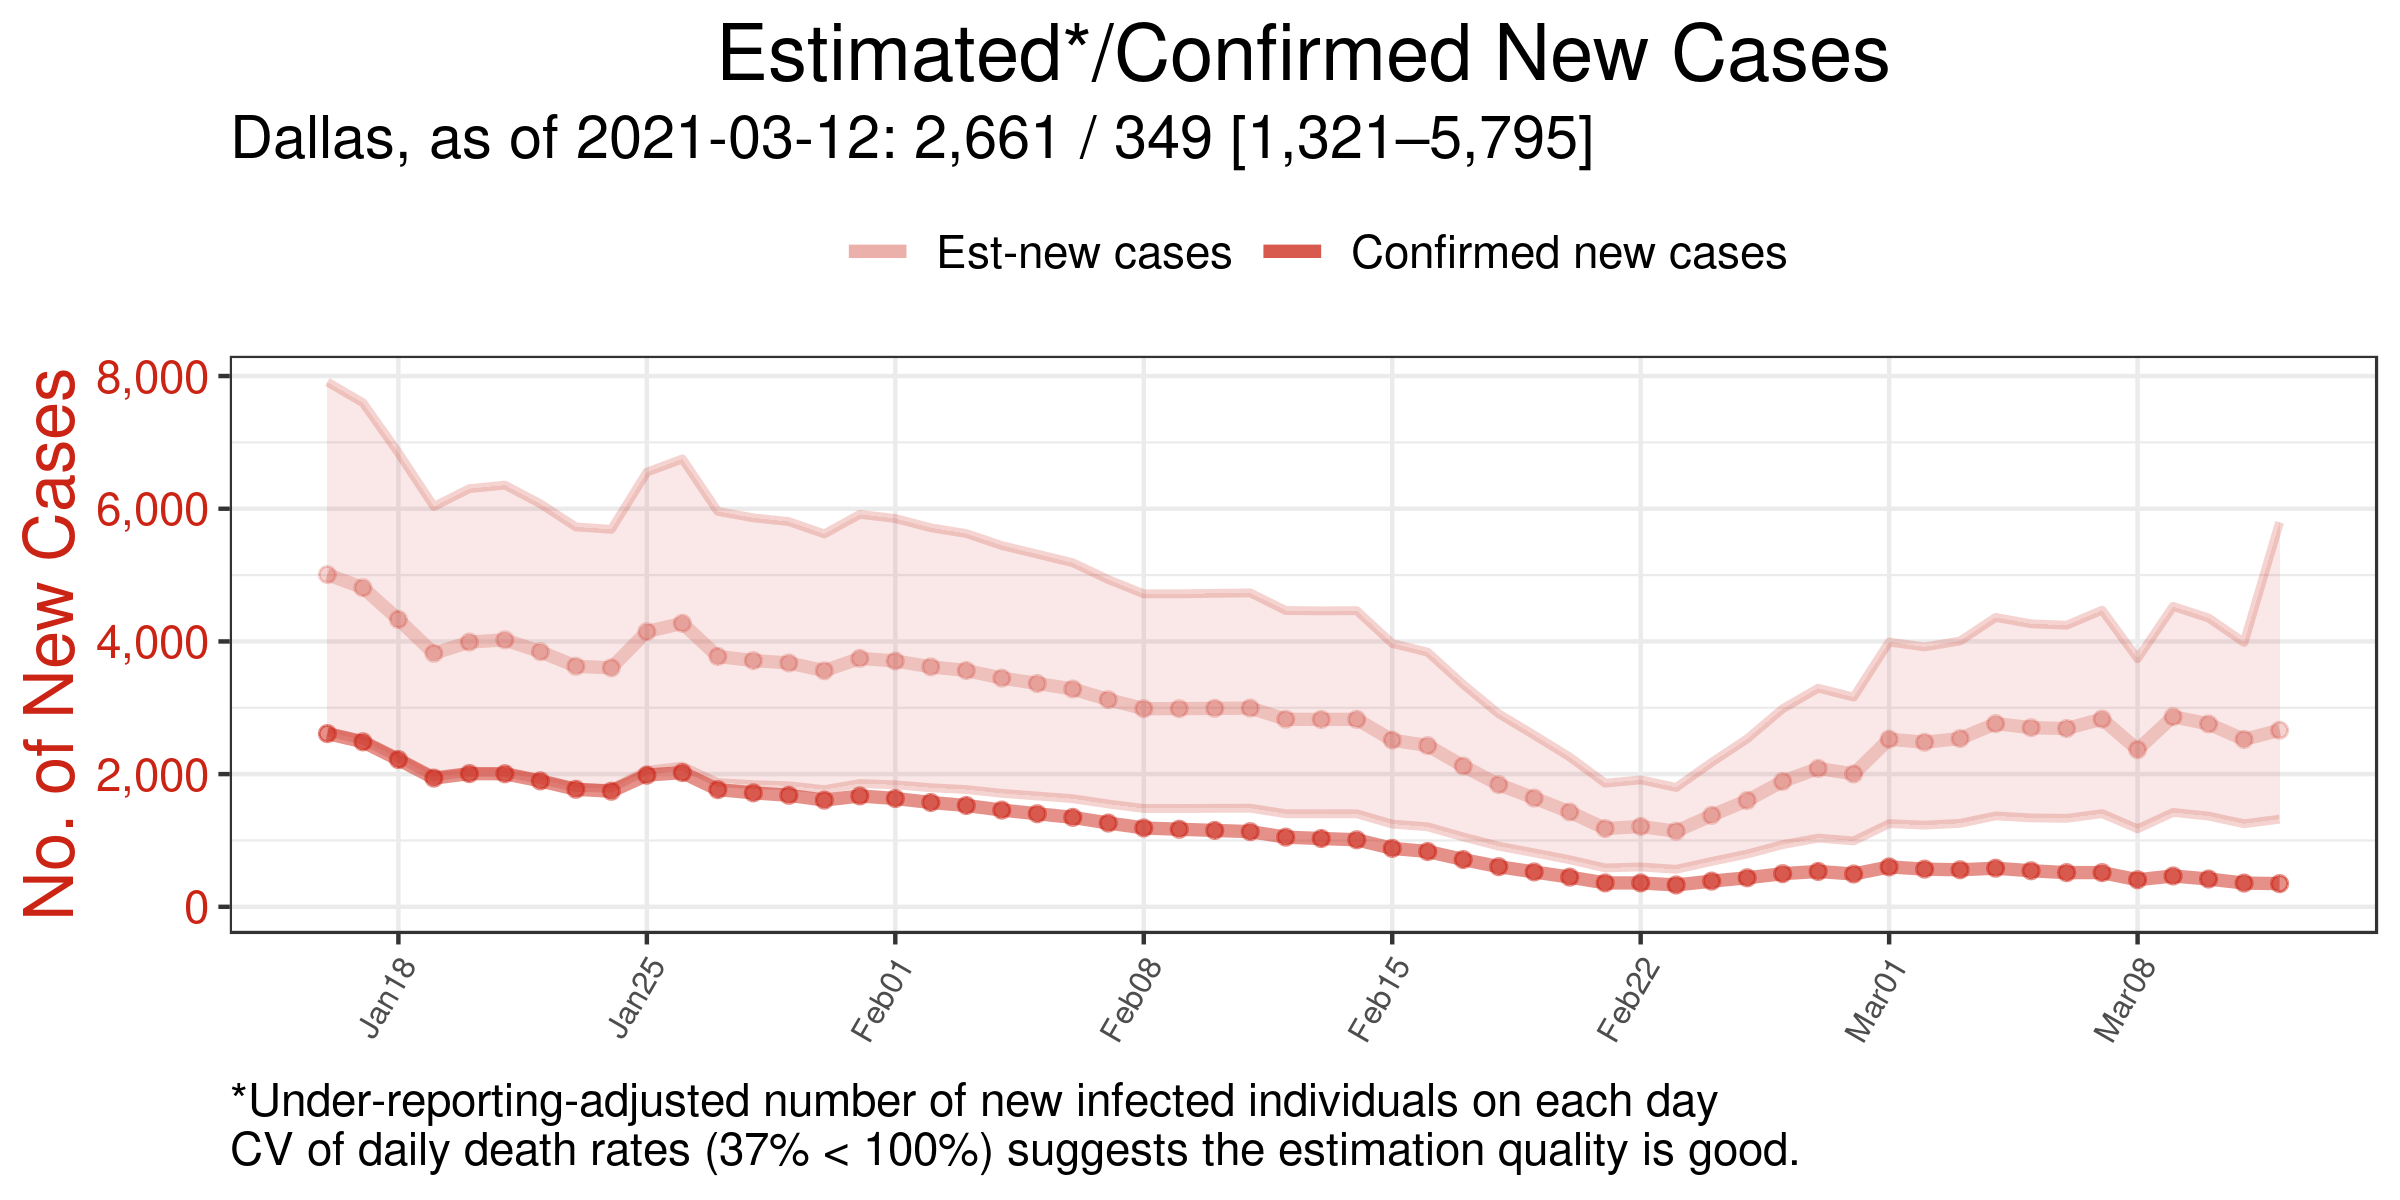 Estimated*/Confirmed New Cases
Dallas, as of 2021-03-12: 2,661 / 349 [1,321–5,795]
Est-new cases
Confirmed new cases
No. of New Cases
8,000
6,000
4,000
2,000
0
Jan18
Jan25
Feb01
Feb08
Feb15
Feb22
Mar01
Mar08
*Under-reporting-adjusted number of new infected individuals on each day
CV of daily death rates (37% < 100%) suggests the estimation quality is good.